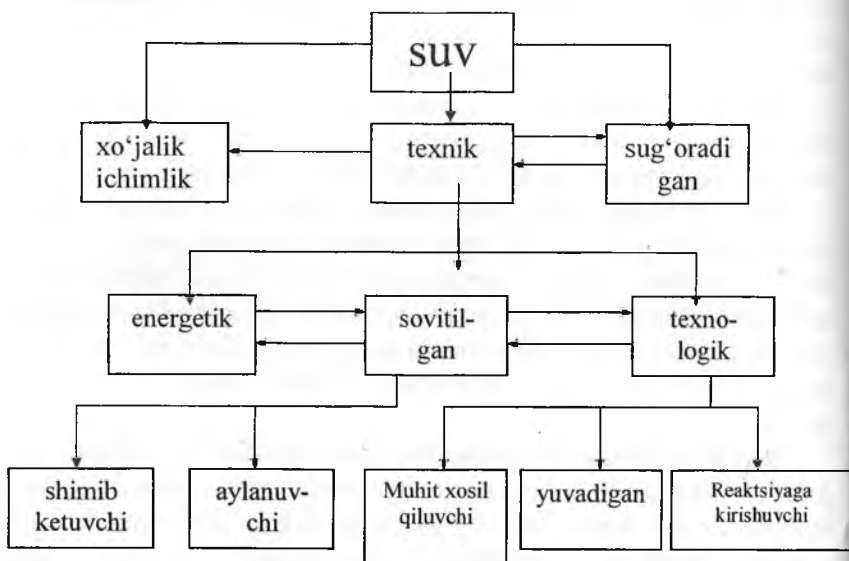 suv
xo‘jalik
ichimlik
texnik
sug‘oradi
gan
energetik
sovitil-
gan
texno-
logik
shimib
ketuvchi
aylanuv-
chi
Muhit xosil
qiluvchi
yuvadigan
Reaktsiyaga
kirishuvchi